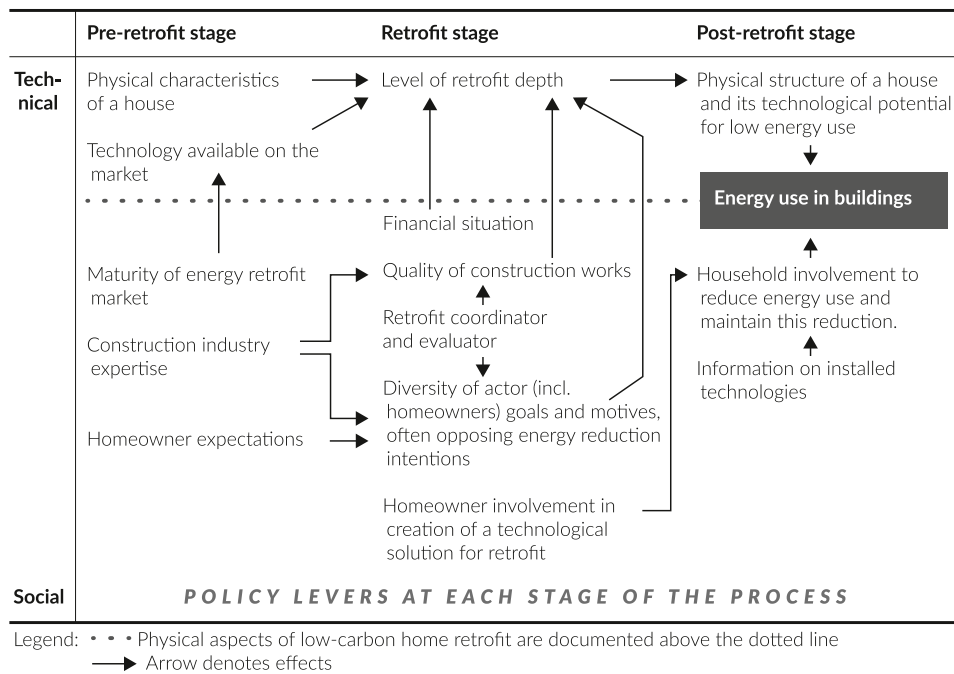 Pre-retrofit stage
Retrofit stage
Post-retrofit stage
Tech-
nical
Physical characteristics
of a house
Level of retrofit depth
Physical structure of a house
and its technological potential
for low energy use
Technology available on the
market
Energy use in buildings
Financial situation
Maturity of energy retrofit
market
Quality of construction works
Household involvement to
reduce energy use and
maintain this reduction.
Retrofit coordinator
and evaluator
Construction industry
expertise
Information on installed
technologies
Diversity of actor (incl.
homeowners) goals and motives,
often opposing energy reduction
intentions
Homeowner expectations
Homeowner involvement in
creation of a technological
solution for retrofit
Social
POLICY LEVERS AT EACH STAGE OF THE PROCESS
Legend: • • • Physical aspects of low-carbon home retrofit are documented above the dotted line
Arrow denotes effects